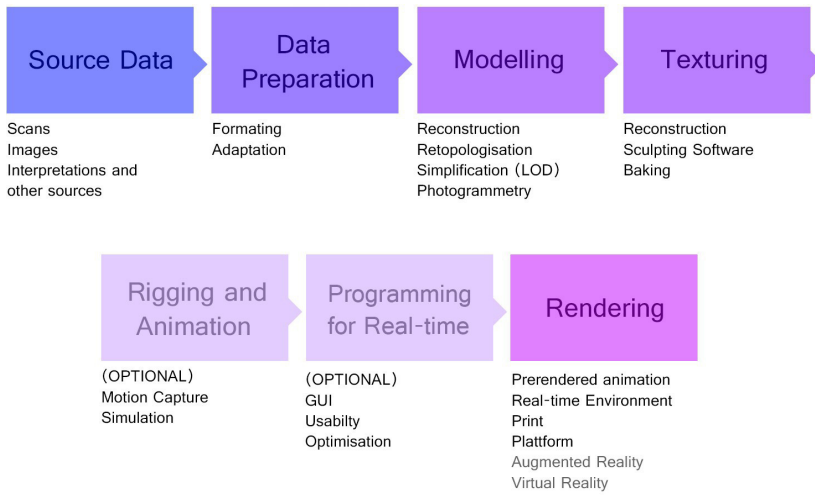 Source Data
Scans
Images
Interpretations and
other sources
Data
Preparation
Formating
Adaptation
Modelling
Reconstruction
Retopologisation
Simplification (LOD)
Photogrammetry
Texturing
Reconstruction
Sculpting Software
Baking
Rigging and
Animation
(OPTIONAL)
Motion Capture
Simulation
Programming
for Real-time
(OPTIONAL)
GUI
Usabilty
Optimisation
Rendering
Prerendered animation
Real-time Environment
Print
Plattform
Augmented Reality
Virtual Reality